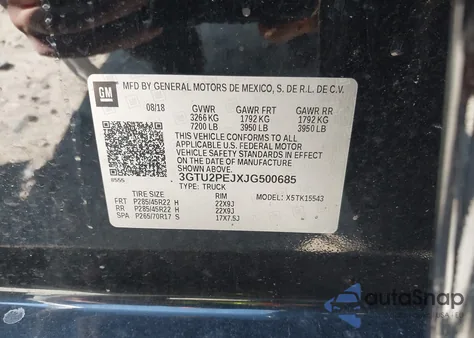 GM
MFD BY GENERAL MOTORS DE MEXICO, S. DE R.L. DE C.V.
08/18 GVWR GAWR FRT GAWR RR
3266 KG 1792 KG 1792 KG
7200 LB 3950 LB 3950 LB
THIS VEHICLE CONFORMS TO ALL
APPLICABLE U.S. FEDERAL MOTOR
VEHICLE SAFETY STANDARDS IN EFFECT
ON THE DATE OF MANUFACTURE SHOWN ABOVE.
3GTU2PEJXJG500685
TYPE: TRUCK
TIRE SIZE RIM MODEL: X5TK15543
FRT P285/45R22 H 22X9J
RR P285/45R22 H 22X9J
SPA P265/70R17 S 17X7.5J
autoSnap